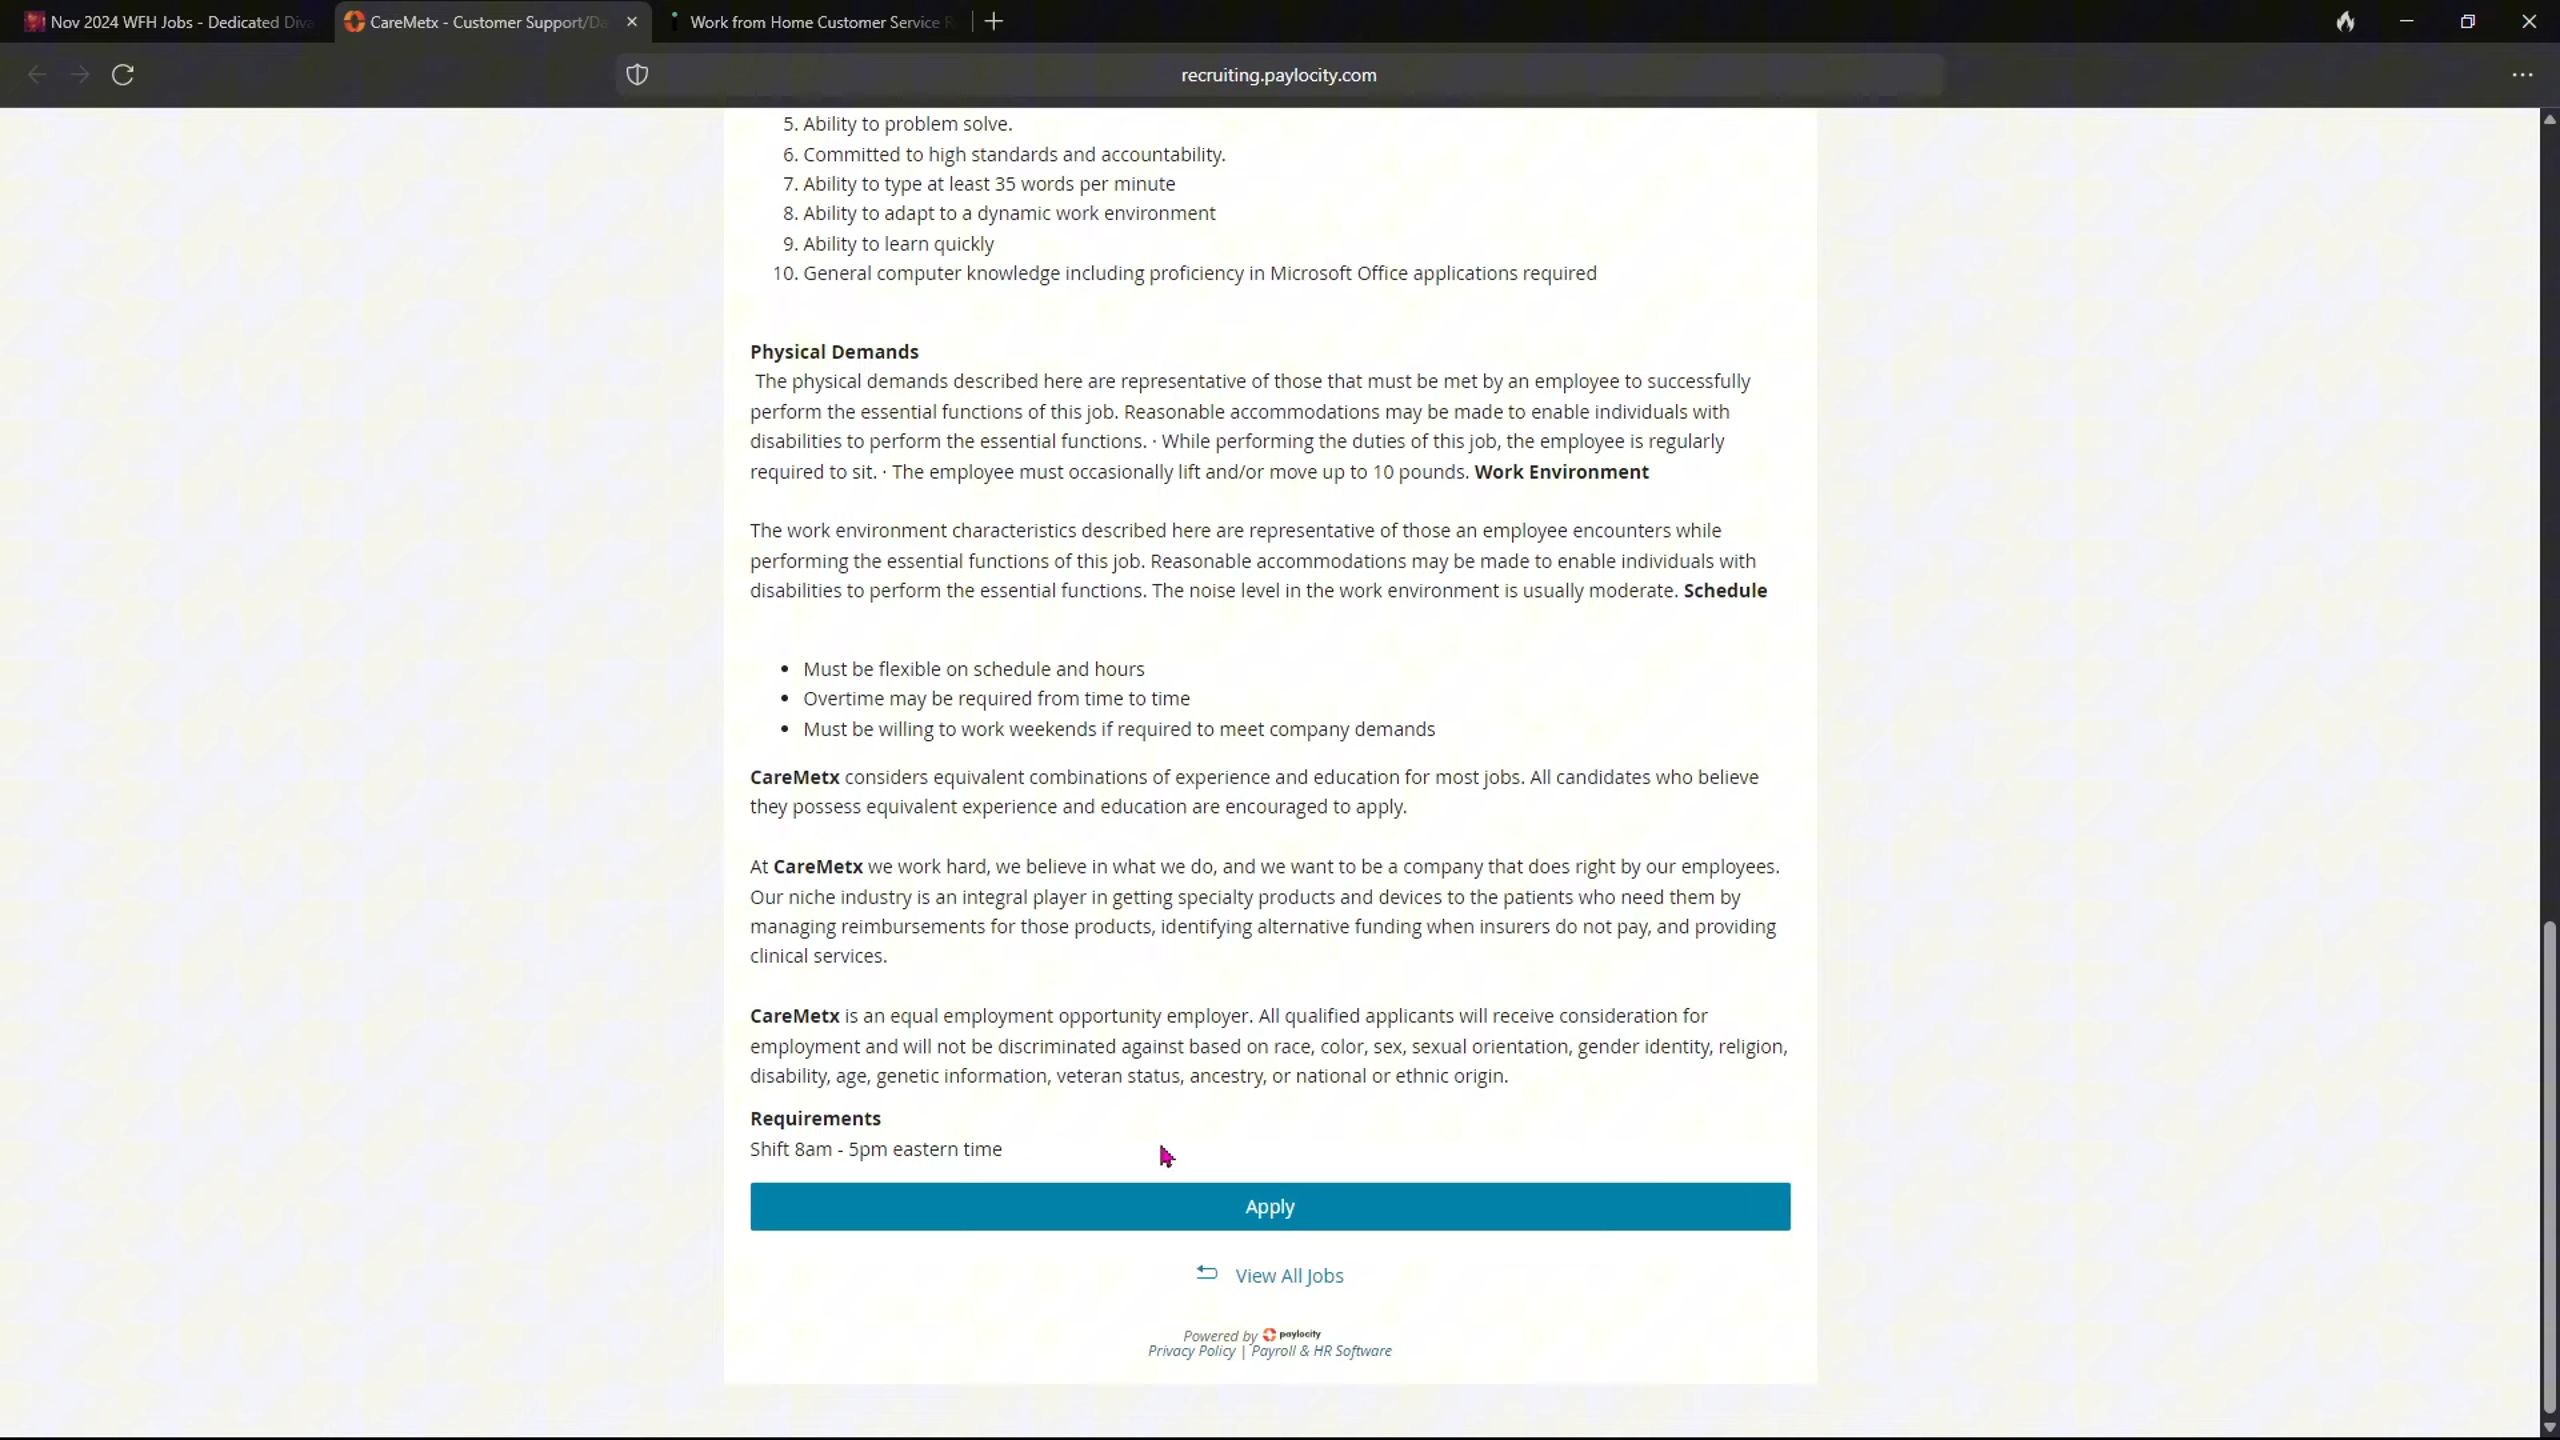 Nov 2024 WFH Jobs - Dedicated Diva
CareMetx - Customer Support/Da
Work from Home Customer Service R
recruiting.paylocity.com
5. Ability to problem solve.
6. Committed to high standards and accountability.
7. Ability to type at least 35 words per minute
8. Ability to adapt to a dynamic work environment
9. Ability to learn quickly
10. General computer knowledge including proficiency in Microsoft Office applications required
Physical Demands
The physical demands described here are representative of those that must be met by an employee to successfully
perform the essential functions of this job. Reasonable accommodations may be made to enable individuals with
disabilities to perform the essential functions. · While performing the duties of this job, the employee is regularly
required to sit. · The employee must occasionally lift and/or move up to 10 pounds. Work Environment
The work environment characteristics described here are representative of those an employee encounters while
performing the essential functions of this job. Reasonable accommodations may be made to enable individuals with
disabilities to perform the essential functions. The noise level in the work environment is usually moderate. Schedule
• Must be flexible on schedule and hours
• Overtime may be required from time to time
• Must be willing to work weekends if required to meet company demands
CareMetx considers equivalent combinations of experience and education for most jobs. All candidates who believe
they possess equivalent experience and education are encouraged to apply.
At CareMetx we work hard, we believe in what we do, and we want to be a company that does right by our employees.
Our niche industry is an integral player in getting specialty products and devices to the patients who need them by
managing reimbursements for those products, identifying alternative funding when insurers do not pay, and providing
clinical services.
CareMetx is an equal employment opportunity employer. All qualified applicants will receive consideration for
employment and will not be discriminated against based on race, color, sex, sexual orientation, gender identity, religion,
disability, age, genetic information, veteran status, ancestry, or national or ethnic origin.
Requirements
Shift 8am - 5pm eastern time
Apply
View All Jobs
Powered by paylocity
Privacy Policy | Payroll & HR Software